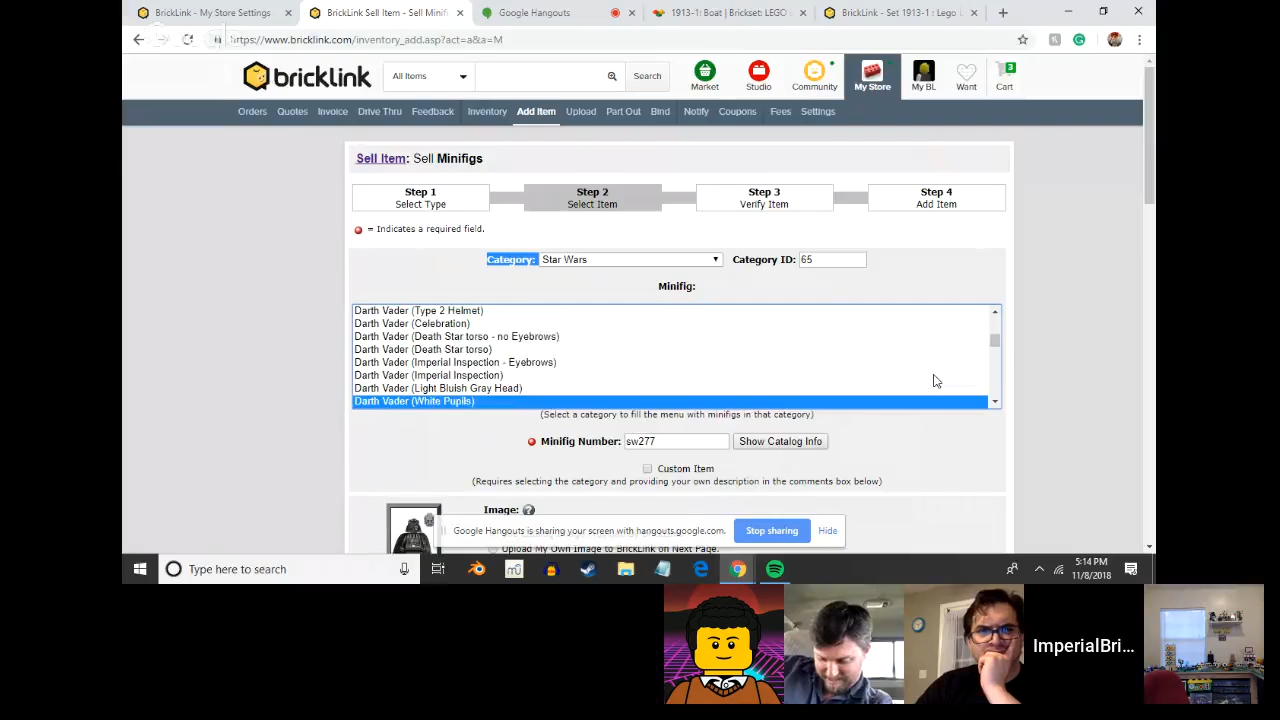 BrickLink - My Store Settings
BrickLink Sell Item - Sell Minifi
Google Hangouts
1913-1: Boat | Brickset: LEGO
BrickLink - Set 1913-1 : Lego
https://www.bricklink.com/inventory_add.asp?act=a&a=M
bricklink
All Items
Search
Market
Studio
Community
My Store
My BL
Want
3
Cart
Orders Quotes Invoice Drive Thru Feedback Inventory Add Item Upload Part Out Bind Notify Coupons Fees Settings
Sell Item: Sell Minifigs
Step 1
Select Type
Step 2
Select Item
Step 3
Verify Item
Step 4
Add Item
= Indicates a required field.
Category: Star Wars Category ID: 65
Minifig:
Darth Vader (Type 2 Helmet)
Darth Vader (Celebration)
Darth Vader (Death Star torso - no Eyebrows)
Darth Vader (Death Star torso)
Darth Vader (Imperial Inspection - Eyebrows)
Darth Vader (Imperial Inspection)
Darth Vader (Light Bluish Gray Head)
Darth Vader (White Pupils)
(Select a category to fill the menu with minifigs in that category)
Minifig Number: sw277 Show Catalog Info
Custom Item
(Requires selecting the category and providing your own description in the comments box below)
Image: ?
Google Hangouts is sharing your screen with hangouts.google.com. Stop sharing Hide
Upload My Own Image to BrickLink on Next Page.
Type here to search
5:14 PM
11/8/2018
ImperialBri...